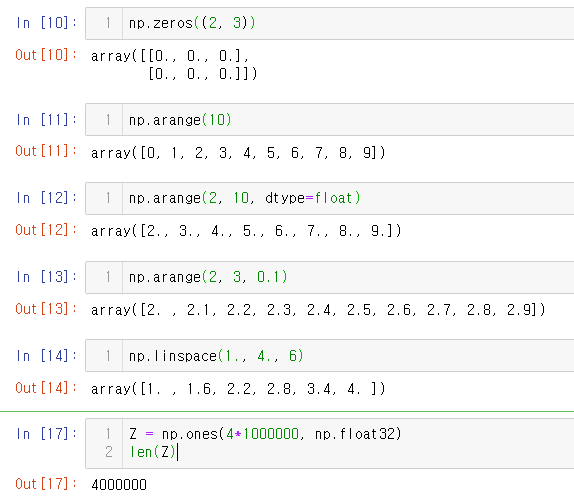 In [10]: 1 np.zeros((2, 3))
Out[10]: array([[0., 0., 0.],
[0., 0., 0.]])
In [11]: 1 np.arange(10)
Out[11]: array([0, 1, 2, 3, 4, 5, 6, 7, 8, 9])
In [12]: 1 np.arange(2, 10, dtype=float)
Out[12]: array([2., 3., 4., 5., 6., 7., 8., 9.])
In [13]: 1 np.arange(2, 3, 0.1)
Out[13]: array([2. , 2.1, 2.2, 2.3, 2.4, 2.5, 2.6, 2.7, 2.8, 2.9])
In [14]: 1 np.linspace(1., 4., 6)
Out[14]: array([1. , 1.6, 2.2, 2.8, 3.4, 4. ])
In [17]: 1 Z = np.ones(4*1000000, np.float32)
2 len(Z)
Out[17]: 4000000